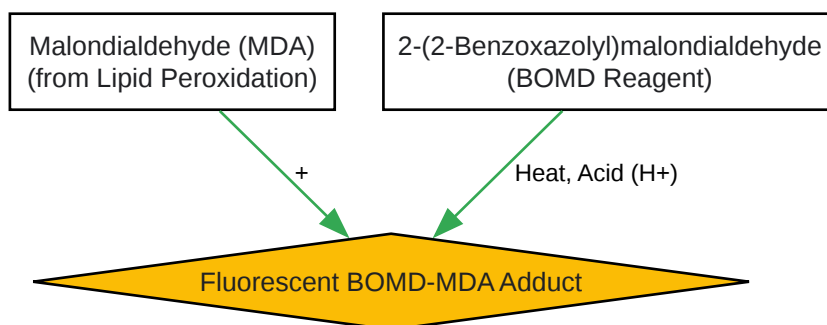 Malondialdehyde (MDA)
(from Lipid Peroxidation)
2-(2-Benzoxazolyl)malondialdehyde
(BOMD Reagent)
+
Heat, Acid (H+)
Fluorescent BOMD-MDA Adduct